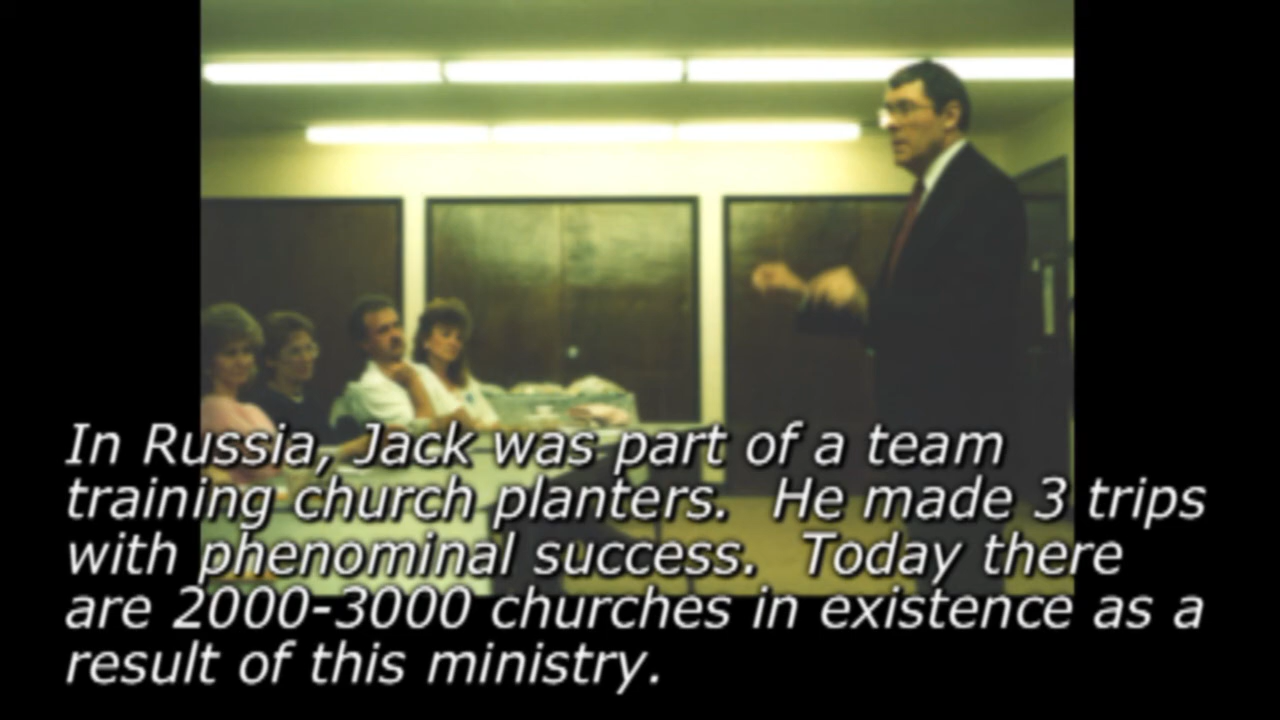 In Russia, Jack was part of a team
training church planters.  He made 3 trips
with phenominal success.  Today there
are 2000-3000 churches in existence as a
result of this ministry.